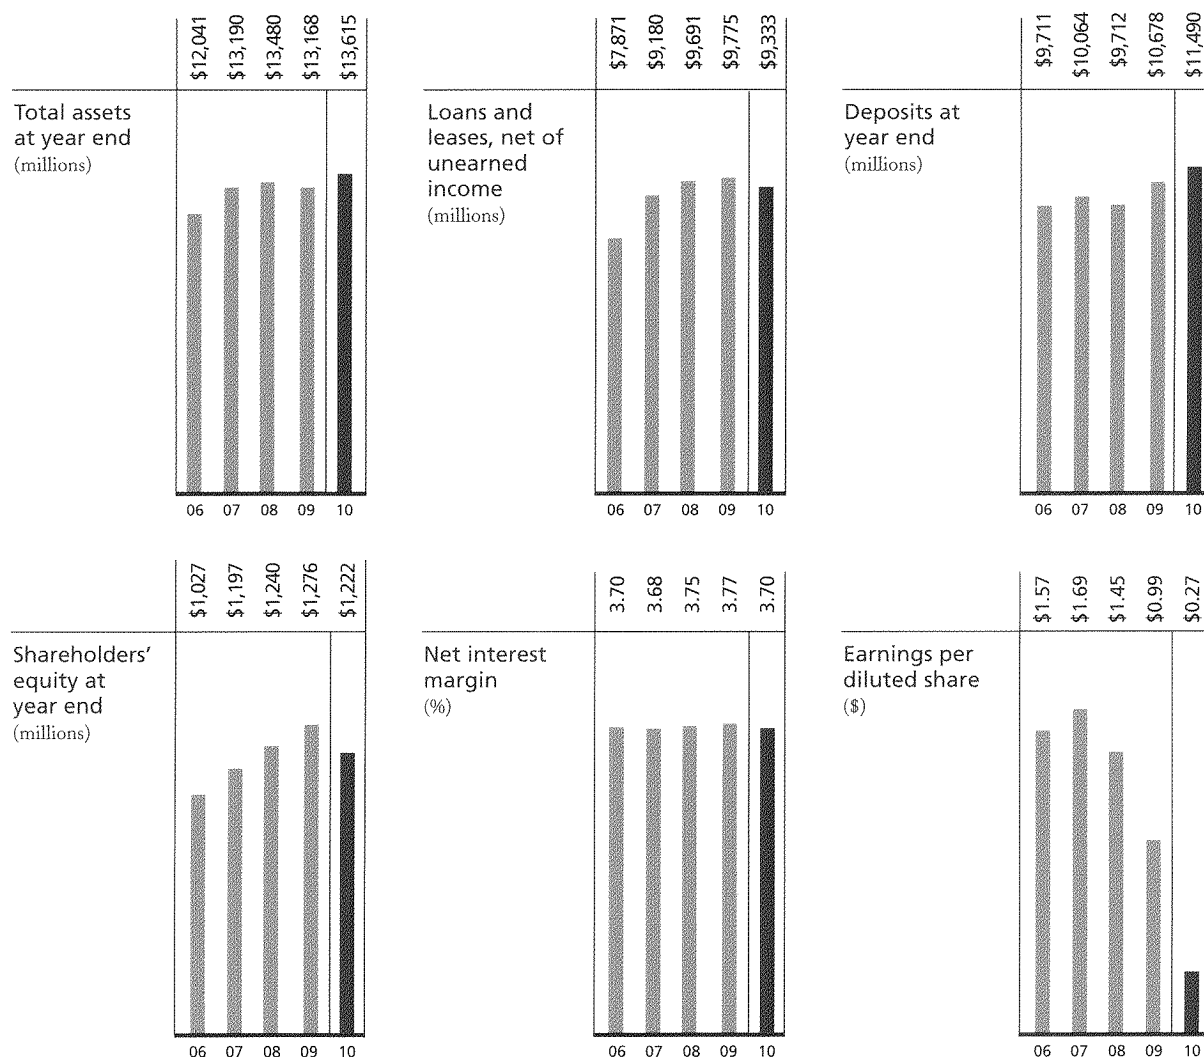 $12,041
$13,190
$13,480
$13,168
$13,615
Total assets
at year end
(millions)
06 07 08 09 10
$7,871
$9,180
$9,691
$9,775
$9,333
Loans and
leases, net of
unearned
income
(millions)
06 07 08 09 10
$9,711
$10,064
$9,712
$10,678
$11,490
Deposits at
year end
(millions)
06 07 08 09 10
$1,027
$1,197
$1,240
$1,276
$1,222
Shareholders’
equity at
year end
(millions)
06 07 08 09 10
3.70
3.68
3.75
3.77
3.70
Net interest
margin
(%)
06 07 08 09 10
$1.57
$1.69
$1.45
$0.99
$0.27
Earnings per
diluted share
($)
06 07 08 09 10